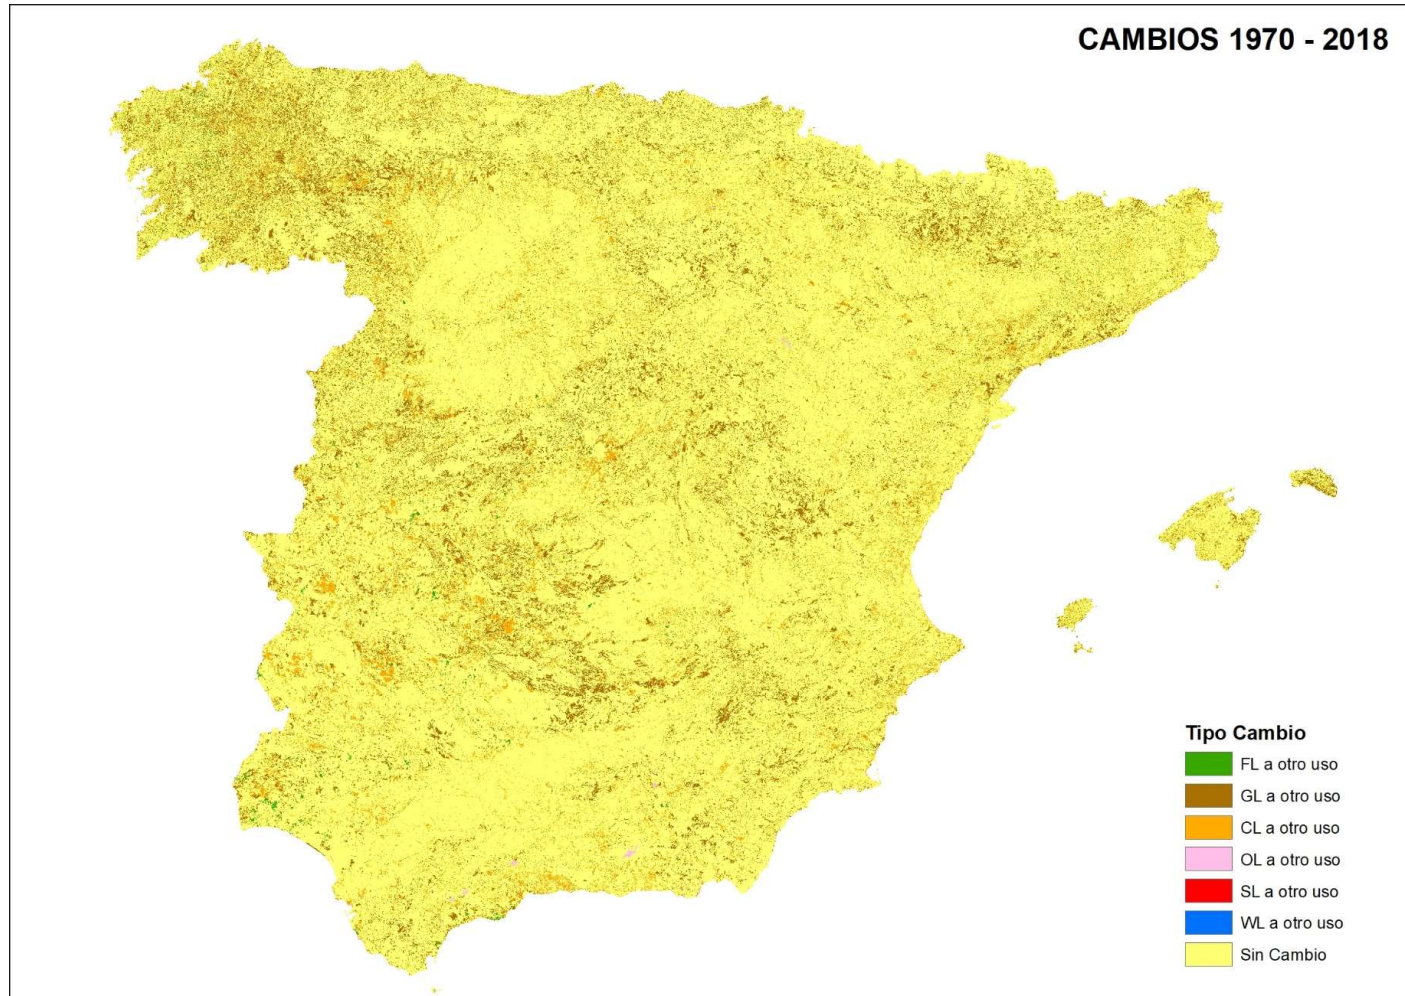 CAMBIOS 1970 - 2018
Tipo Cambio
FL a otro uso
GL a otro uso
CL a otro uso
OL a otro uso
SL a otro uso
WL a otro uso
Sin Cambio